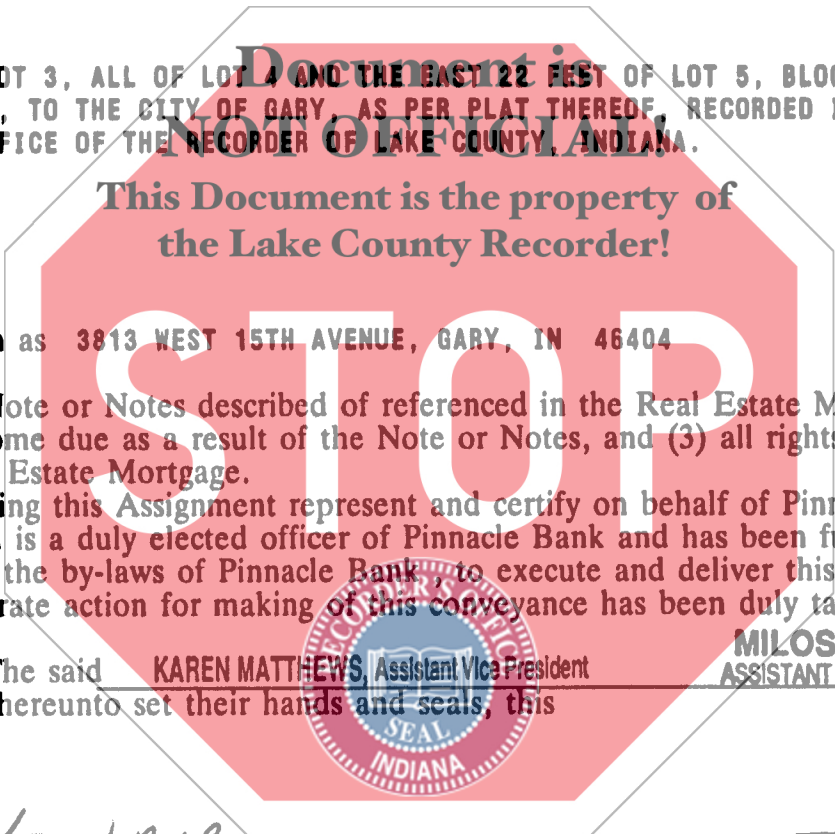 OT 3, ALL OF LOT 4 AND THE EAST 22 FEET OF LOT 5, BLOC
, TO THE CITY OF GARY, AS PER PLAT THEREOF, RECORDED
FICE OF THE RECORDER OF LAKE COUNTY, INDIANA.
Document is
NOT OFFICIAL!
This Document is the property of
the Lake County Recorder!
STOP
as 3813 WEST 15TH AVENUE, GARY, IN 46404
ote or Notes described of referenced in the Real Estate M
me due as a result of the Note or Notes, and (3) all rights
Estate Mortgage.
ing this Assignment represent and certify on behalf of Pinn
is a duly elected officer of Pinnacle Bank and has been fu
the by-laws of Pinnacle Bank , to execute and deliver this
rate action for making of this conveyance has been duly ta
MILOS
he said KAREN MATTHEWS, Assistant Vice President ASSISTANT
hereunto set their hands and seals, this
RECORDER'S OFFICE
SEAL
INDIANA